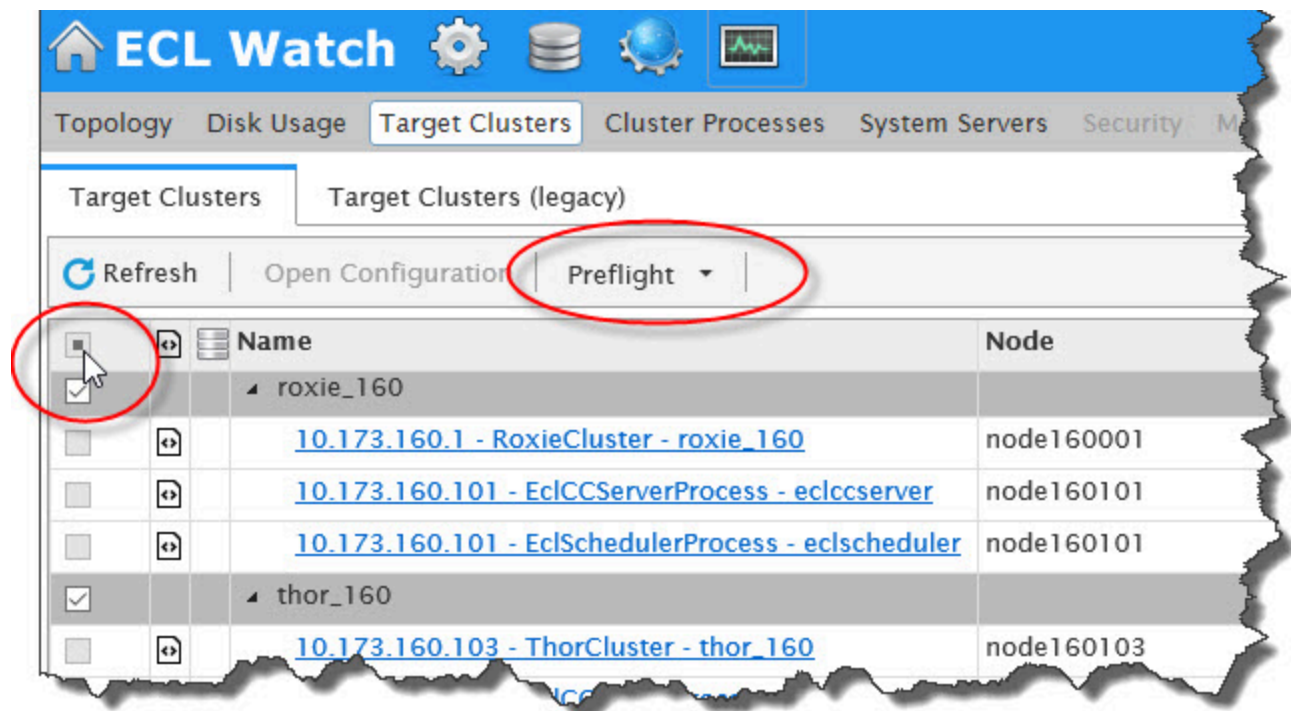 ECL Watch
Topology Disk Usage Target Clusters Cluster Processes System Servers Security
Target Clusters Target Clusters (legacy)
Refresh Open Configuration Preflight
Name Node
roxie_160
10.173.160.1 - RoxieCluster - roxie_160 node160001
10.173.160.101 - EclCCServerProcess - eclccserver node160101
10.173.160.101 - EclSchedulerProcess - eclscheduler node160101
thor_160
10.173.160.103 - ThorCluster - thor_160 node160103